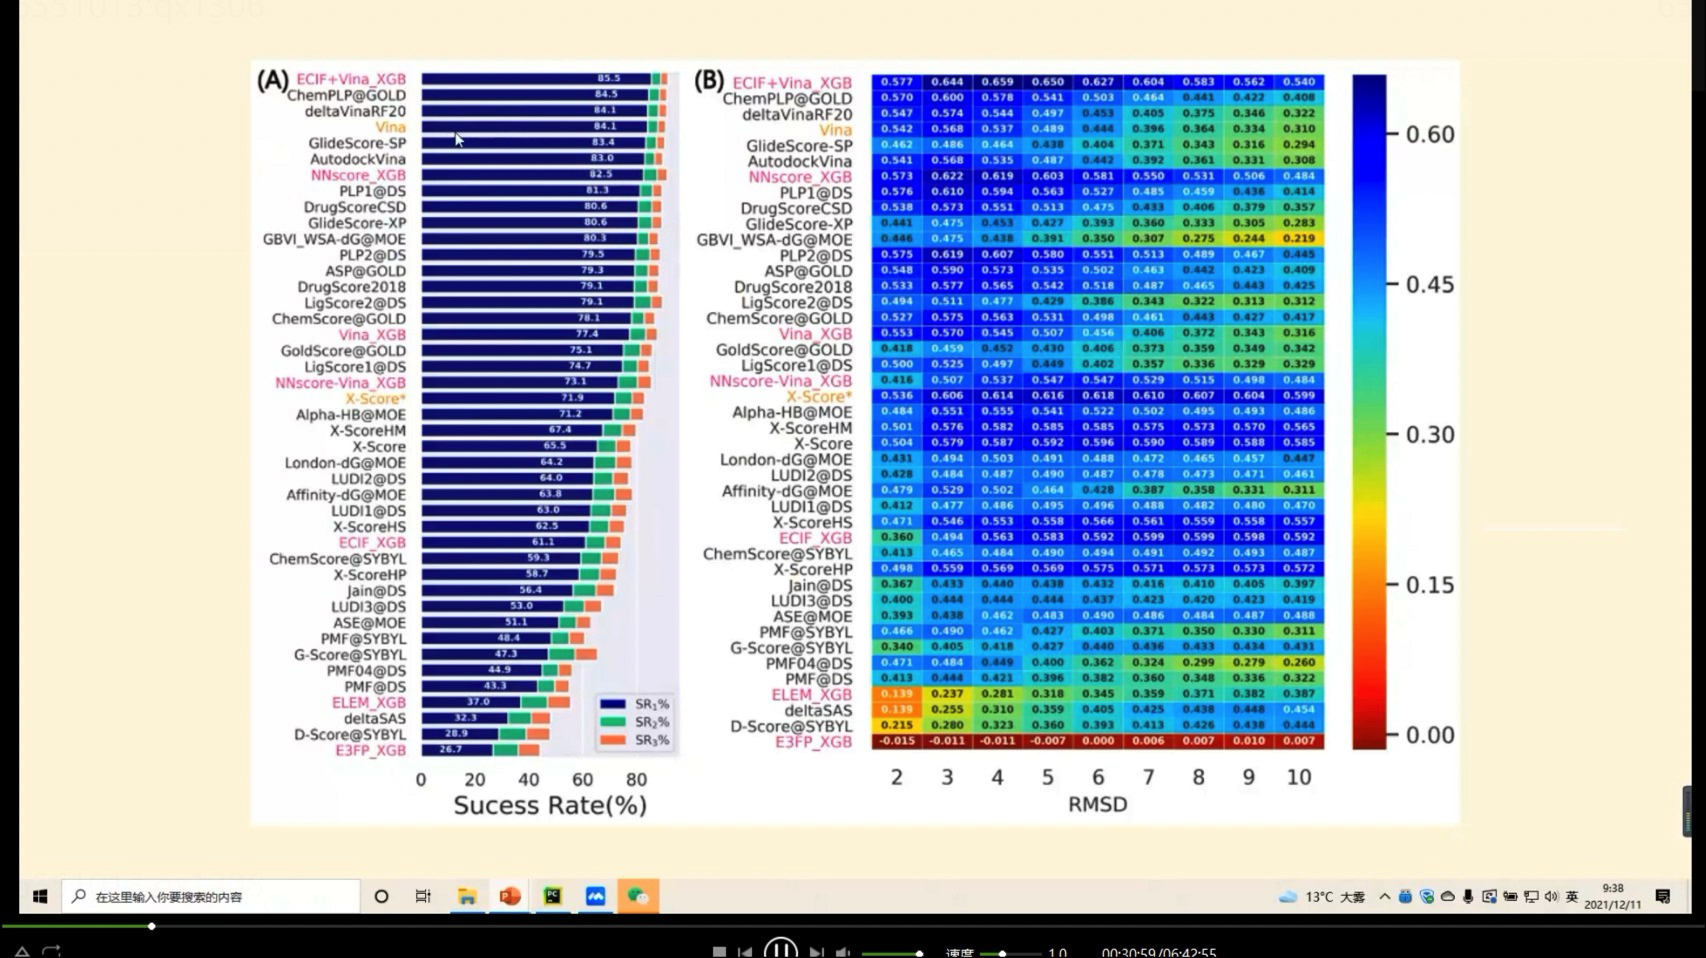 (A)
ECIF+Vina_XGB 85.5
ChemPLP@GOLD 84.5
deltaVinaRF20 84.1
Vina 84.1
GlideScore-SP 83.4
AutodockVina 83.0
NNscore_XGB 82.5
PLP1@DS 81.3
DrugScoreCSD 80.6
GlideScore-XP 80.6
GBVI_WSA-dG@MOE 80.3
PLP2@DS 79.5
ASP@GOLD 79.3
DrugScore2018 79.1
LigScore2@DS 79.1
ChemScore@GOLD 78.1
Vina_XGB 77.4
GoldScore@GOLD 75.1
LigScore1@DS 74.7
NNscore-Vina_XGB 73.1
X-Score* 71.9
Alpha-HB@MOE 71.2
X-ScoreHM 67.4
X-Score 65.5
London-dG@MOE 64.2
LUDI2@DS 64.0
Affinity-dG@MOE 63.8
LUDI1@DS 63.0
X-ScoreHS 62.5
ECIF_XGB 61.1
ChemScore@SYBYL 59.3
X-ScoreHP 58.7
Jain@DS 56.4
LUDI3@DS 53.0
ASE@MOE 51.1
PMF@SYBYL 48.4
G-Score@SYBYL 47.3
PMF04@DS 44.9
PMF@DS 43.3
ELEM_XGB 37.0
deltaSAS 32.3
D-Score@SYBYL 28.9
E3FP_XGB 26.7
SR1%
SR2%
SR3%
0 20 40 60 80
Sucess Rate(%)
(B)
ECIF+Vina_XGB 0.577 0.644 0.659 0.650 0.627 0.604 0.583 0.562 0.540
ChemPLP@GOLD 0.570 0.600 0.578 0.541 0.503 0.464 0.441 0.422 0.408
deltaVinaRF20 0.547 0.574 0.544 0.497 0.453 0.405 0.375 0.346 0.322
Vina 0.542 0.568 0.537 0.489 0.444 0.396 0.364 0.334 0.310
GlideScore-SP 0.462 0.486 0.464 0.438 0.404 0.371 0.343 0.316 0.294
AutodockVina 0.541 0.568 0.535 0.487 0.442 0.392 0.361 0.331 0.308
NNscore_XGB 0.573 0.622 0.619 0.603 0.581 0.550 0.531 0.506 0.484
PLP1@DS 0.576 0.610 0.594 0.563 0.527 0.485 0.459 0.436 0.414
DrugScoreCSD 0.538 0.573 0.551 0.513 0.475 0.433 0.406 0.379 0.357
GlideScore-XP 0.441 0.475 0.453 0.427 0.393 0.360 0.333 0.305 0.283
GBVI_WSA-dG@MOE 0.446 0.475 0.438 0.391 0.350 0.307 0.275 0.244 0.219
PLP2@DS 0.575 0.619 0.607 0.580 0.551 0.513 0.489 0.467 0.445
ASP@GOLD 0.548 0.590 0.573 0.535 0.502 0.463 0.442 0.423 0.409
DrugScore2018 0.533 0.577 0.565 0.542 0.518 0.487 0.465 0.443 0.425
LigScore2@DS 0.494 0.511 0.477 0.429 0.386 0.343 0.322 0.313 0.312
ChemScore@GOLD 0.527 0.575 0.563 0.531 0.498 0.461 0.443 0.427 0.417
Vina_XGB 0.553 0.570 0.545 0.507 0.456 0.406 0.372 0.343 0.316
GoldScore@GOLD 0.418 0.459 0.452 0.430 0.406 0.373 0.359 0.349 0.342
LigScore1@DS 0.500 0.525 0.497 0.449 0.402 0.357 0.336 0.329 0.329
NNscore-Vina_XGB 0.416 0.507 0.537 0.547 0.547 0.529 0.515 0.498 0.484
X-Score* 0.536 0.606 0.614 0.616 0.618 0.610 0.607 0.604 0.599
Alpha-HB@MOE 0.484 0.551 0.555 0.541 0.522 0.502 0.495 0.493 0.486
X-ScoreHM 0.501 0.576 0.582 0.585 0.585 0.575 0.573 0.570 0.565
X-Score 0.504 0.579 0.587 0.592 0.596 0.590 0.589 0.588 0.585
London-dG@MOE 0.431 0.494 0.503 0.491 0.488 0.472 0.465 0.457 0.447
LUDI2@DS 0.428 0.484 0.487 0.490 0.487 0.478 0.473 0.471 0.461
Affinity-dG@MOE 0.479 0.529 0.502 0.464 0.428 0.387 0.358 0.331 0.311
LUDI1@DS 0.412 0.477 0.486 0.495 0.496 0.488 0.482 0.480 0.470
X-ScoreHS 0.471 0.546 0.553 0.558 0.566 0.561 0.559 0.558 0.557
ECIF_XGB 0.360 0.494 0.563 0.583 0.592 0.599 0.599 0.598 0.592
ChemScore@SYBYL 0.413 0.465 0.484 0.490 0.494 0.491 0.492 0.493 0.487
X-ScoreHP 0.498 0.559 0.569 0.569 0.575 0.571 0.573 0.573 0.572
Jain@DS 0.367 0.433 0.440 0.438 0.432 0.416 0.410 0.405 0.397
LUDI3@DS 0.400 0.444 0.444 0.444 0.437 0.423 0.420 0.423 0.419
ASE@MOE 0.393 0.438 0.462 0.483 0.490 0.486 0.484 0.487 0.488
PMF@SYBYL 0.466 0.490 0.462 0.427 0.403 0.371 0.350 0.330 0.311
G-Score@SYBYL 0.340 0.405 0.418 0.427 0.440 0.436 0.433 0.434 0.431
PMF04@DS 0.471 0.484 0.449 0.400 0.362 0.324 0.299 0.279 0.260
PMF@DS 0.413 0.444 0.421 0.396 0.382 0.360 0.348 0.336 0.322
ELEM_XGB 0.139 0.237 0.281 0.318 0.345 0.359 0.371 0.382 0.387
deltaSAS 0.139 0.255 0.310 0.359 0.405 0.425 0.438 0.448 0.454
D-Score@SYBYL 0.215 0.280 0.323 0.360 0.393 0.413 0.426 0.438 0.444
E3FP_XGB -0.015 -0.011 -0.011 -0.007 0.000 0.006 0.007 0.010 0.007
2 3 4 5 6 7 8 9 10
RMSD
0.60
0.45
0.30
0.15
0.00
在这里输入你要搜索的内容
13°C 大雾
英
9:38
2021/12/11
速度 1.0 00:30:59/06:42:55